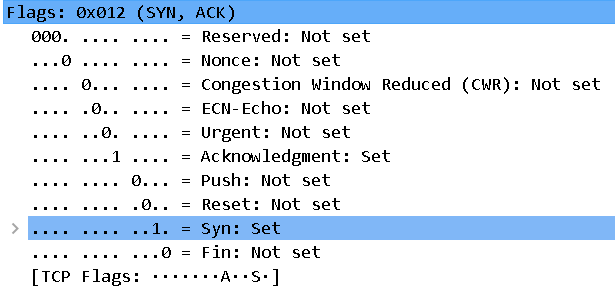 Flags: 0x012 (SYN, ACK)
000. .... .... = Reserved: Not set
...0 .... .... = Nonce: Not set
.... 0... .... = Congestion Window Reduced (CWR): Not set
.... .0.. .... = ECN-Echo: Not set
.... ..0. .... = Urgent: Not set
.... ...1 .... = Acknowledgment: Set
.... .... 0... = Push: Not set
.... .... .0.. = Reset: Not set
.... .... ..1. = Syn: Set
.... .... ...0 = Fin: Not set
[TCP Flags: ·······A··S·]